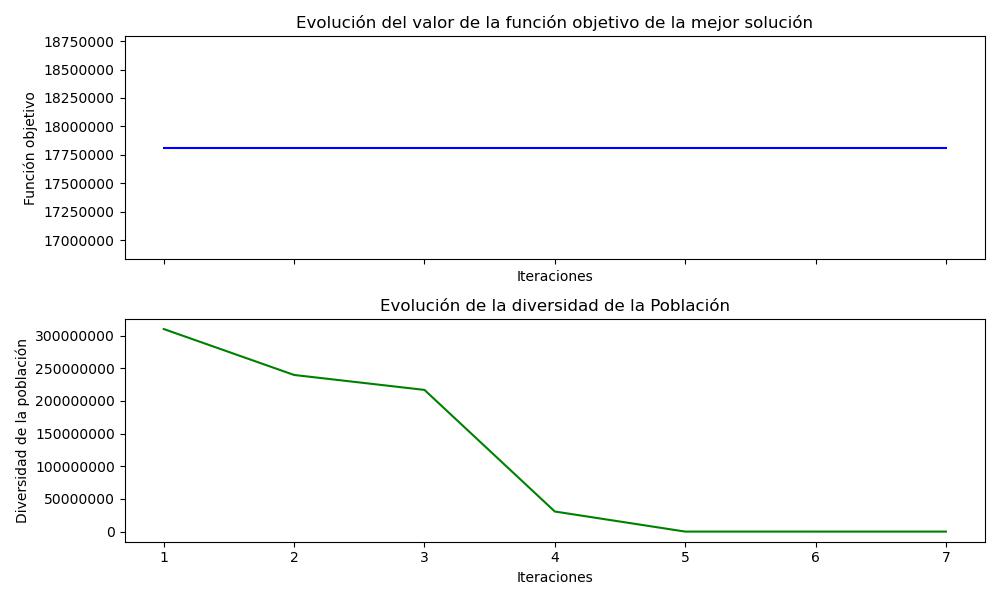 Evolución del valor de la función objetivo de la mejor solución
18750000
18500000
18250000
18000000
17750000
17500000
17250000
17000000
Función objetivo
Iteraciones
Evolución de la diversidad de la Población
300000000
250000000
200000000
150000000
100000000
50000000
0
Diversidad de la población
1 2 3 4 5 6 7
Iteraciones